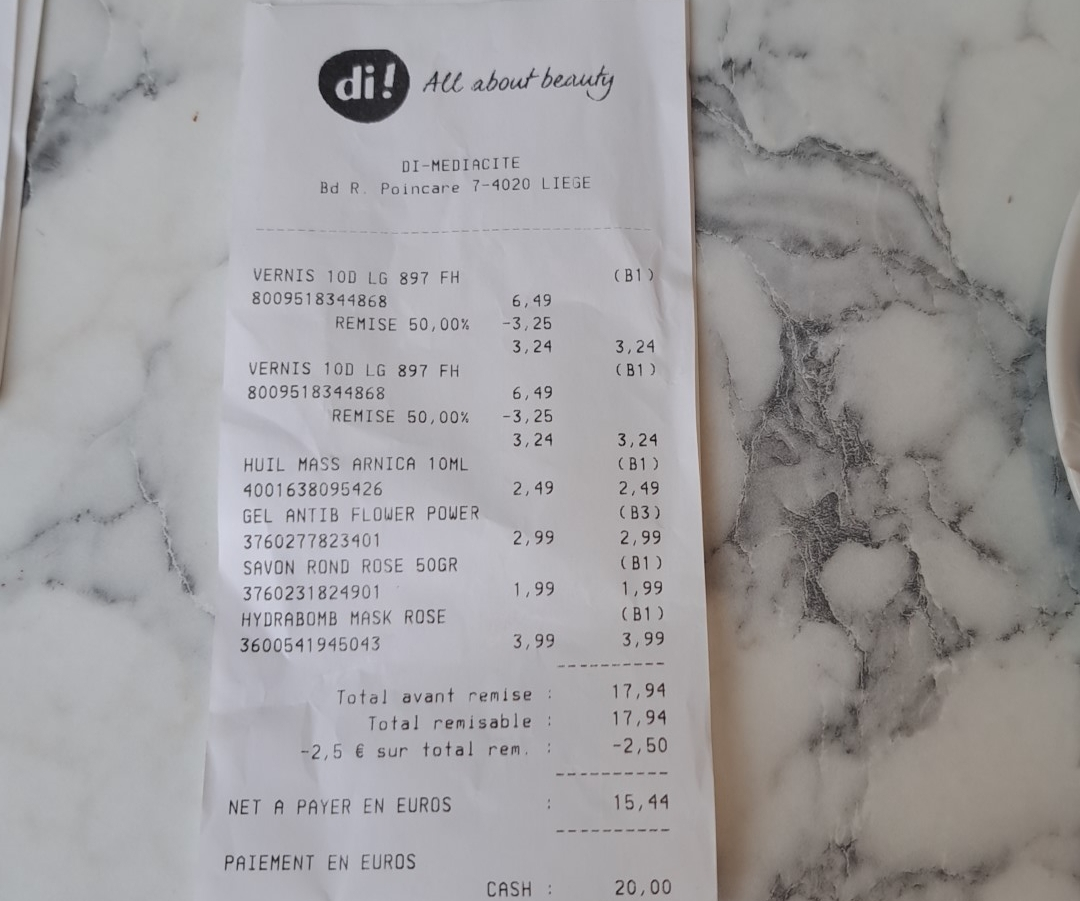 di! All about beauty
DI-MEDIACITE
Bd R. Poincare 7-4020 LIEGE
VERNIS 10D LG 897 FH (B1)
8009518344868 6,49
REMISE 50,00% -3,25
3,24 3,24
VERNIS 10D LG 897 FH (B1)
8009518344868 6,49
REMISE 50,00% -3,25
3,24 3,24
HUIL MASS ARNICA 10ML (B1)
4001638095426 2,49 2,49
GEL ANTIB FLOWER POWER (B3)
3760277823401 2,99 2,99
SAVON ROND ROSE 50GR (B1)
3760231824901 1,99 1,99
HYDRABOMB MASK ROSE (B1)
3600541945043 3,99 3,99
Total avant remise : 17,94
Total remisable : 17,94
-2,5 € sur total rem. : -2,50
NET A PAYER EN EUROS : 15,44
PAIEMENT EN EUROS
CASH : 20,00